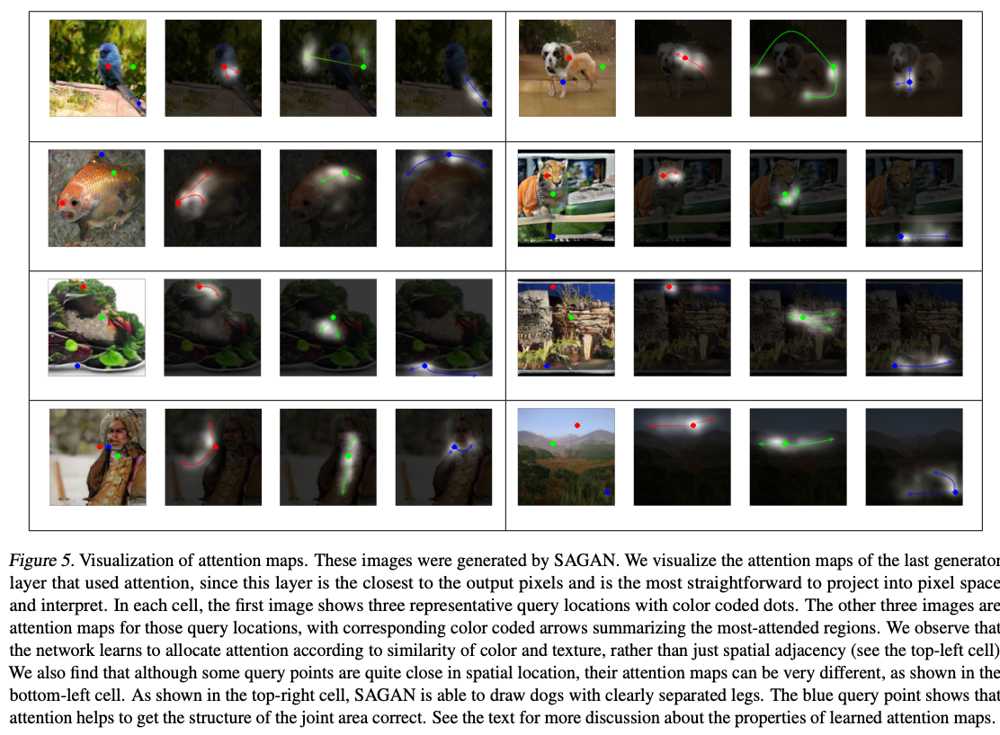 Figure 5. Visualization of attention maps. These images were generated by SAGAN. We visualize the attention maps of the last generator
layer that used attention, since this layer is the closest to the output pixels and is the most straightforward to project into pixel space
and interpret. In each cell, the first image shows three representative query locations with color coded dots. The other three images are
attention maps for those query locations, with corresponding color coded arrows summarizing the most-attended regions. We observe that
the network learns to allocate attention according to similarity of color and texture, rather than just spatial adjacency (see the top-left cell)
We also find that although some query points are quite close in spatial location, their attention maps can be very different, as shown in the
bottom-left cell. As shown in the top-right cell, SAGAN is able to draw dogs with clearly separated legs. The blue query point shows that
attention helps to get the structure of the joint area correct. See the text for more discussion about the properties of learned attention maps.